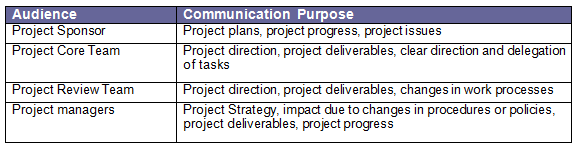 Audience Communication Purpose
Project Sponsor Project plans, project progress, project issues
Project Core Team Project direction, project deliverables, clear direction and delegation
of tasks
Project Review Team Project direction, project deliverables, changes in work processes
Project managers Project Strategy, impact due to changes in procedures or policies,
project deliverables, project progress